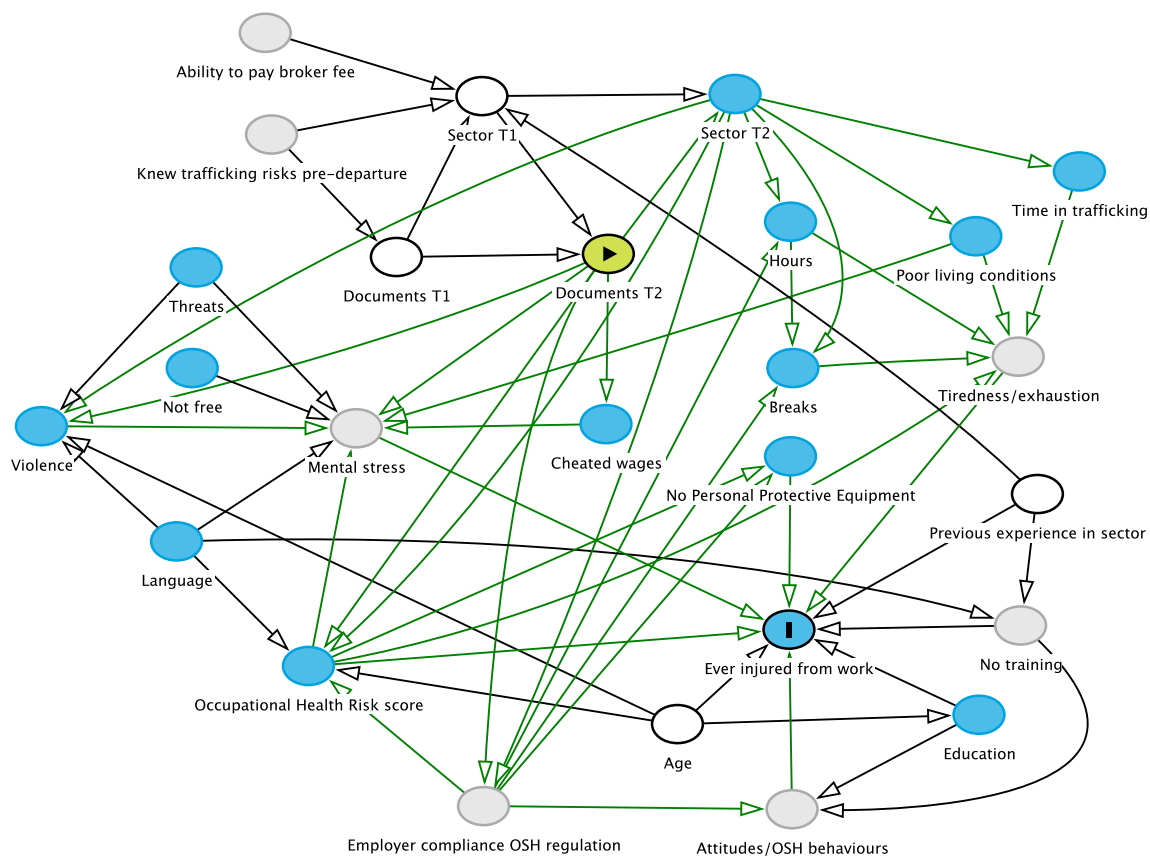 Ability to pay broker fee
Sector T1
Sector T2
Knew trafficking risks pre-departure
Time in trafficking
Hours
Poor living conditions
Documents T1
Documents T2
Threats
Tiredness/exhaustion
Not free
Breaks
Violence
Mental stress
Cheated wages
No Personal Protective Equipment
Previous experience in sector
Language
No training
Ever injured from work
Occupational Health Risk score
Age
Education
Employer compliance OSH regulation
Attitudes/OSH behaviours